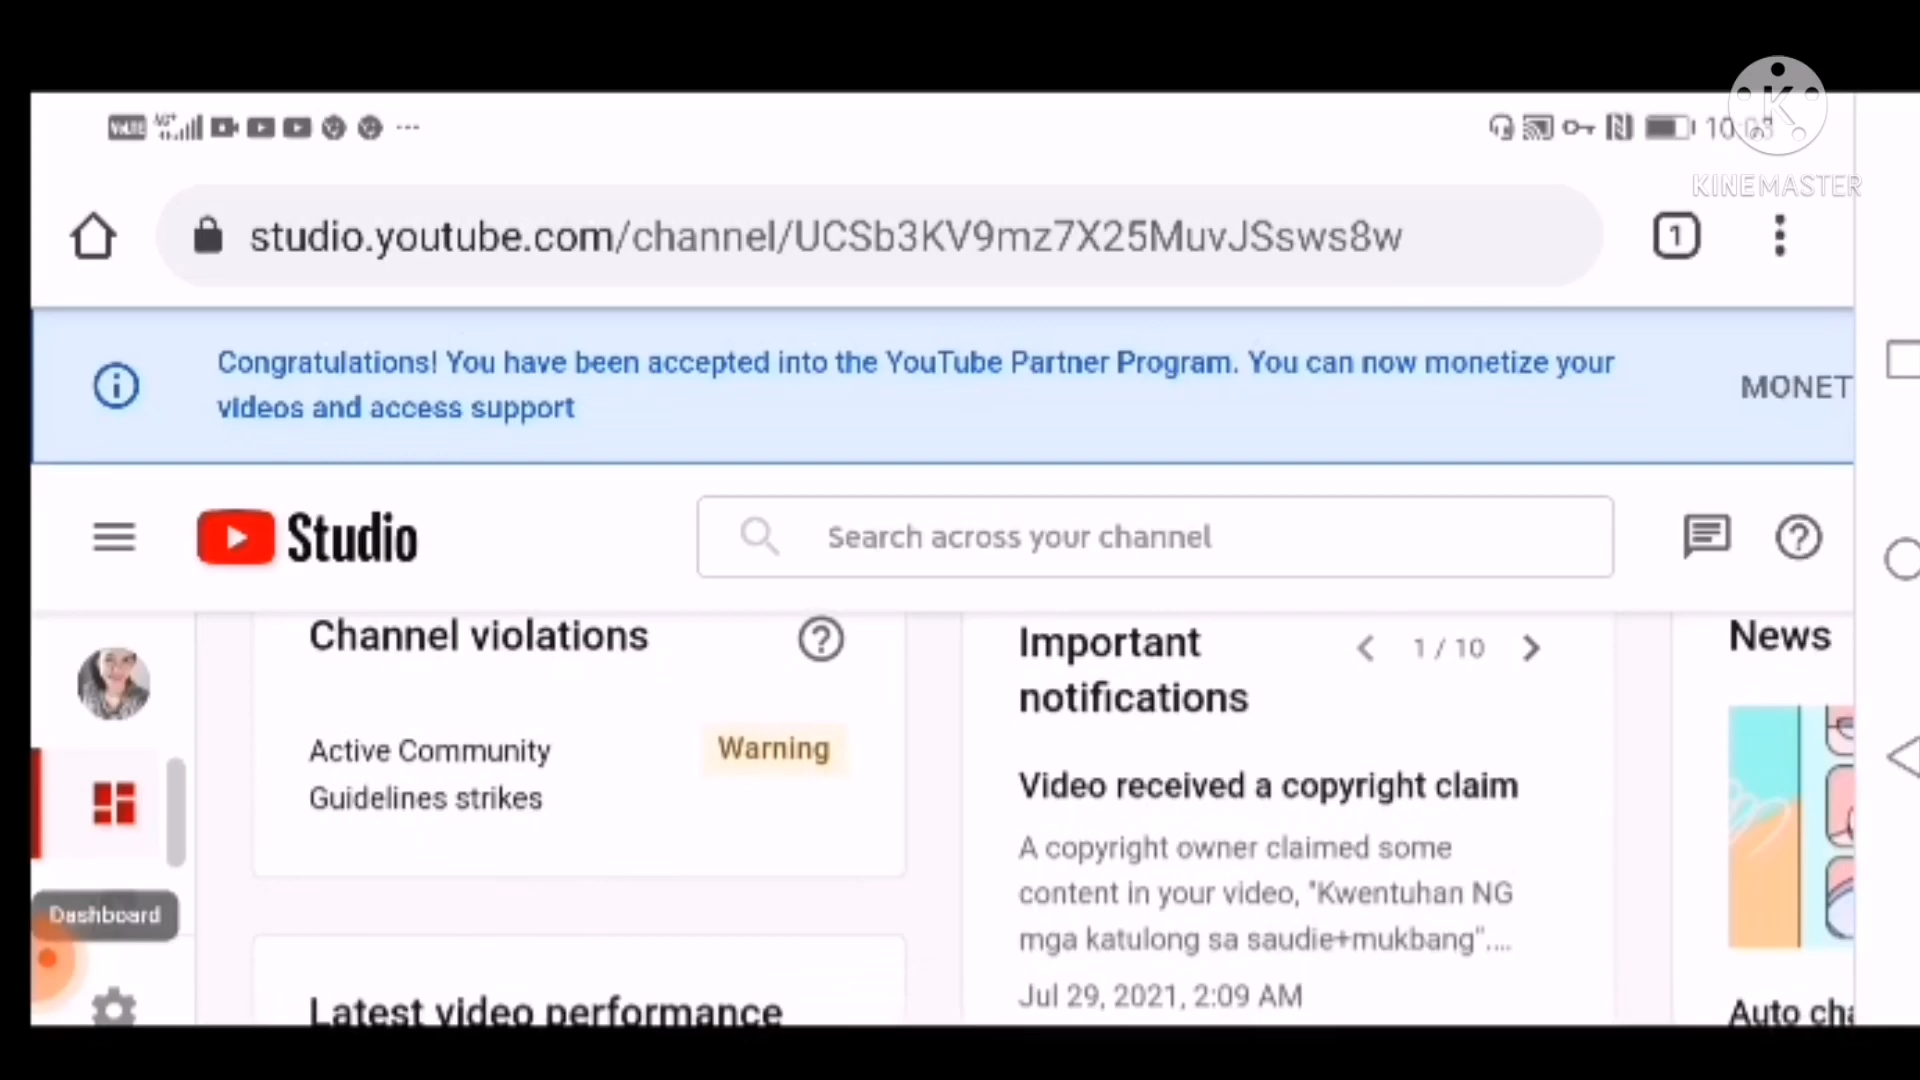 VoLTE 4G+
10:03
KINEMASTER
studio.youtube.com/channel/UCSb3KV9mz7X25MuvJSsws8w
1
Congratulations! You have been accepted into the YouTube Partner Program. You can now monetize your
videos and access support
MONET
Studio
Search across your channel
Channel violations
Active Community
Guidelines strikes
Warning
Important
notifications
1 / 10
Video received a copyright claim
A copyright owner claimed some
content in your video, "Kwentuhan NG
mga katulong sa saudie+mukbang"....
Jul 29, 2021, 2:09 AM
News
Dashboard
Latest video performance
Auto cha